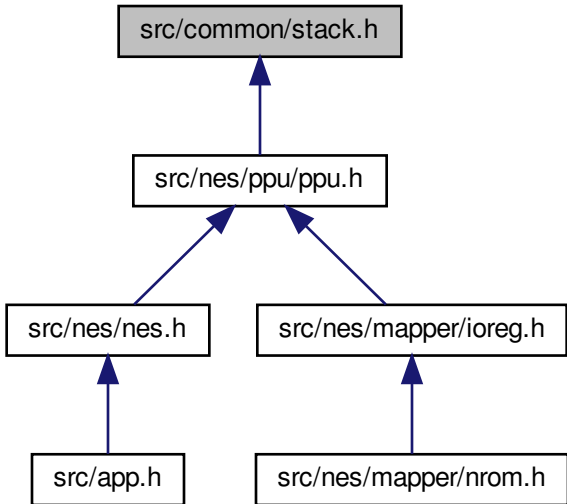 src/common/stack.h
src/nes/ppu/ppu.h
src/nes/nes.h
src/nes/mapper/ioreg.h
src/app.h
src/nes/mapper/nrom.h